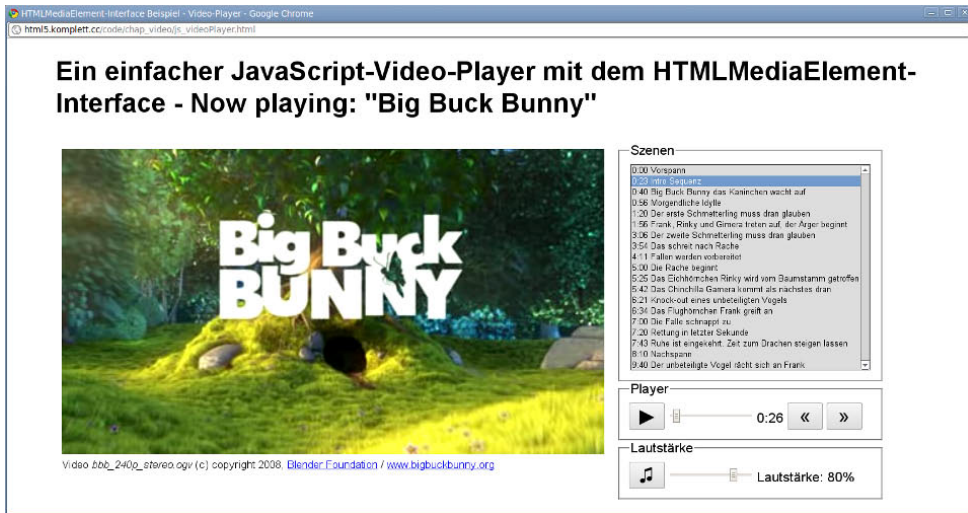 HTMLMediaElement-Interface Beispiel - Video-Player - Google Chrome
html5.komplett.cc/code/chap_video/js_videoPlayer.html
Ein einfacher JavaScript-Video-Player mit dem HTMLMediaElement-
Interface - Now playing: "Big Buck Bunny"
Big Buck
BUNNY
Video bbb_240p_stereo.ogv (c) copyright 2008, Blender Foundation / www.bigbuckbunny.org
Szenen
0:00 Vorspann
0:23 Intro Sequenz
0:40 Big Buck Bunny das Kaninchen wacht auf
0:56 Morgendliche Idylle
1:20 Der erste Schmetterling muss dran glauben
1:56 Frank, Rinky und Gimera treten auf, der Ärger beginnt
3:06 Der zweite Schmetterling muss dran glauben
3:54 Das schreit nach Rache
4:11 Fallen werden vorbereitet
5:00 Die Rache beginnt
5:25 Das Eichhörnchen Rinky wird vom Baumstamm getroffen
5:42 Das Chinchilla Gamera kommt als nächstes dran
6:21 Knock-out eines unbeteiligten Vogels
6:34 Das Flughörnchen Frank greift an
7:00 Die Falle schnappt zu
7:20 Rettung in letzter Sekunde
7:43 Ruhe ist eingekehrt. Zeit zum Drachen steigen lassen
8:10 Nachspann
9:40 Der unbeteiligte Vogel rächt sich an Frank
Player
0:26 « »
Lautstärke
Lautstärke: 80%